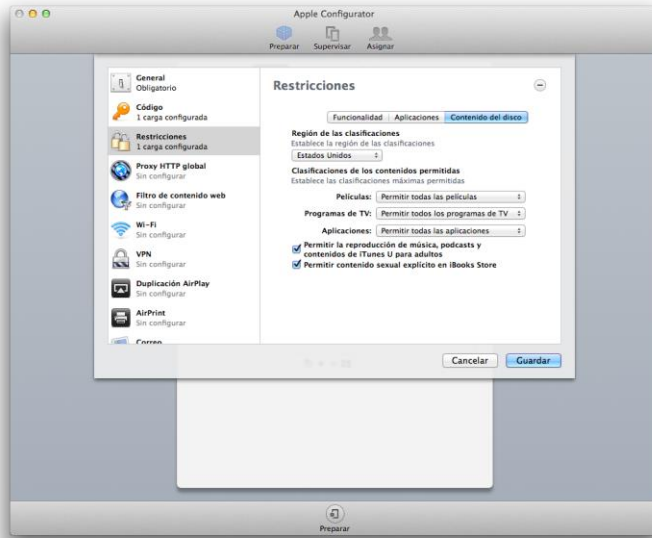 Apple Configurator
Preparar Supervisar Asignar
General
Obligatorio
Código
1 carga configurada
Restricciones
1 carga configurada
Proxy HTTP global
Sin configurar
Filtro de contenido web
Sin configurar
Wi-Fi
Sin configurar
VPN
Sin configurar
Duplicación AirPlay
Sin configurar
AirPrint
Sin configurar
Correo
Restricciones
Funcionalidad Aplicaciones Contenido del disco
Región de las clasificaciones
Establece la región de las clasificaciones
Estados Unidos
Clasificaciones de los contenidos permitidas
Establece las clasificaciones máximas permitidas
Películas: Permitir todas las películas
Programas de TV: Permitir todos los programas de TV
Aplicaciones: Permitir todas las aplicaciones
Permitir la reproducción de música, podcasts y
contenidos de iTunes U para adultos
Permitir contenido sexual explícito en iBooks Store
Cancelar Guardar
Preparar